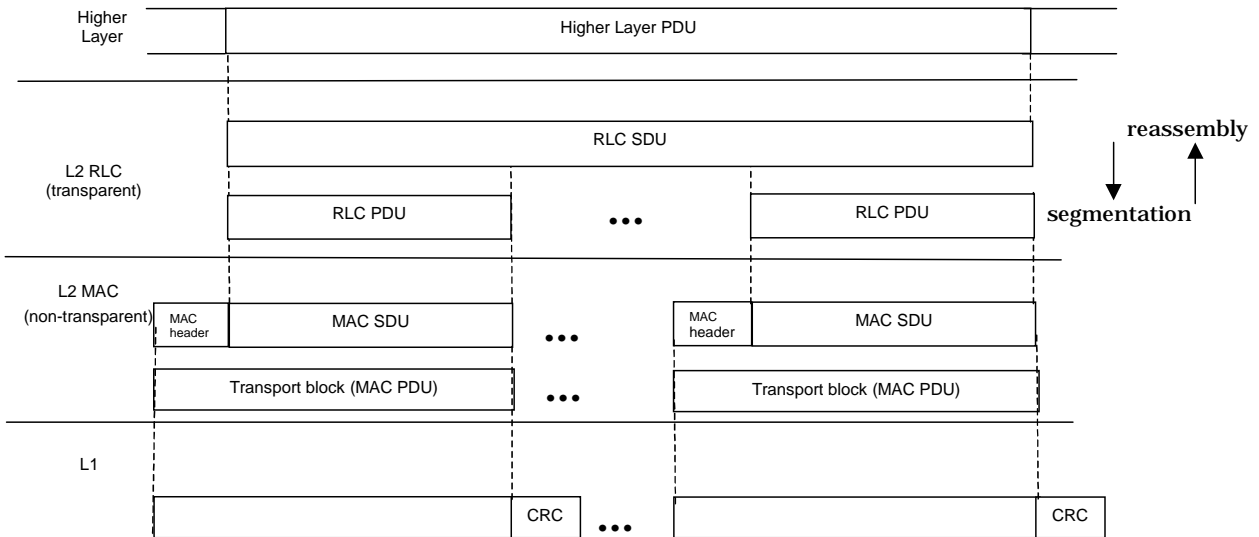 Higher
Layer
Higher Layer PDU
RLC SDU
reassembly
L2 RLC
(transparent)
RLC PDU
•••
RLC PDU
segmentation
L2 MAC
(non-transparent)
MAC
header
MAC SDU
•••
MAC
header
MAC SDU
Transport block (MAC PDU)
•••
Transport block (MAC PDU)
L1
CRC
•••
CRC